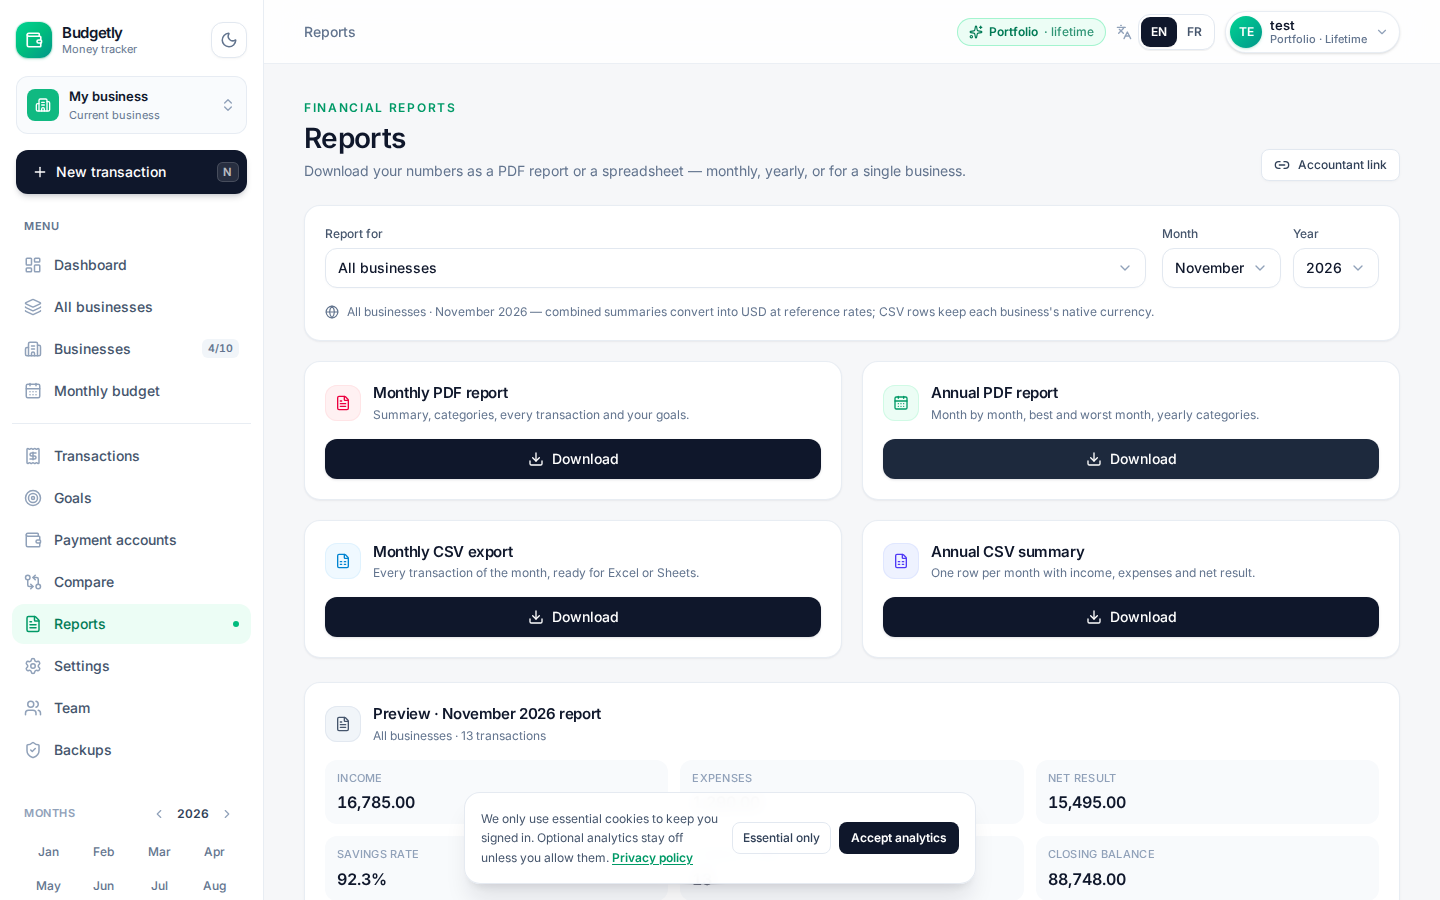 Budgetly
Money tracker
My business
Current business
New transaction N
MENU
Dashboard
All businesses
Businesses 4/10
Monthly budget
Transactions
Goals
Payment accounts
Compare
Reports
Settings
Team
Backups
MONTHS 2026
Jan Feb Mar Apr
May Jun Jul Aug
Reports
Portfolio · lifetime
EN FR
TE
test
Portfolio · Lifetime
FINANCIAL REPORTS
Reports
Download your numbers as a PDF report or a spreadsheet — monthly, yearly, or for a single business.
Accountant link
Report for Month Year
All businesses November 2026
All businesses · November 2026 — combined summaries convert into USD at reference rates; CSV rows keep each business's native currency.
Monthly PDF report
Summary, categories, every transaction and your goals.
Download
Annual PDF report
Month by month, best and worst month, yearly categories.
Download
Monthly CSV export
Every transaction of the month, ready for Excel or Sheets.
Download
Annual CSV summary
One row per month with income, expenses and net result.
Download
Preview · November 2026 report
All businesses · 13 transactions
INCOME
16,785.00
EXPENSES
NET RESULT
15,495.00
SAVINGS RATE
92.3%
CLOSING BALANCE
88,748.00
We only use essential cookies to keep you
signed in. Optional analytics stay off
unless you allow them. Privacy policy
Essential only
Accept analytics